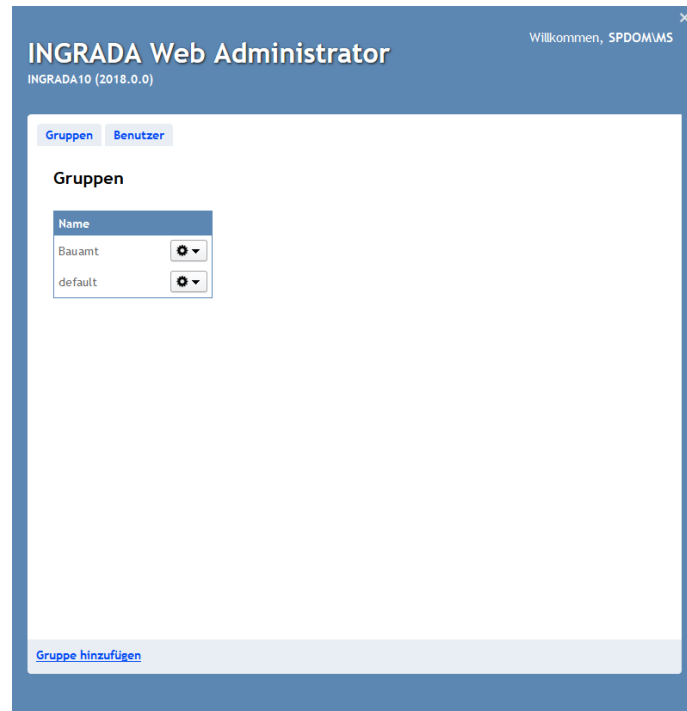 Willkommen, SPDOM\MS
INGRADA Web Administrator
INGRADA10 (2018.0.0)
Gruppen Benutzer
Gruppen
Name
Bauamt
default
Gruppe hinzufügen